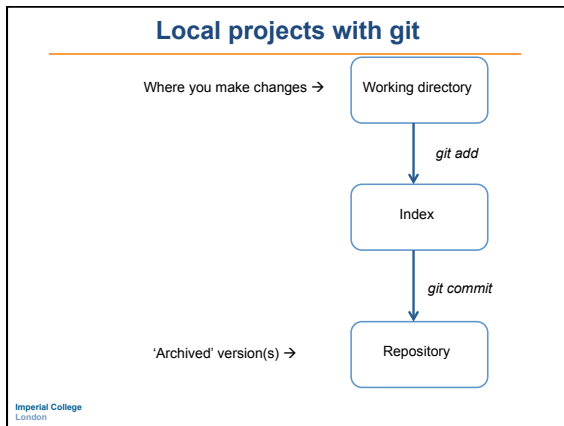 Local projects with git
Where you make changes → Working directory
git add
Index
git commit
'Archived' version(s) → Repository
Imperial College
London